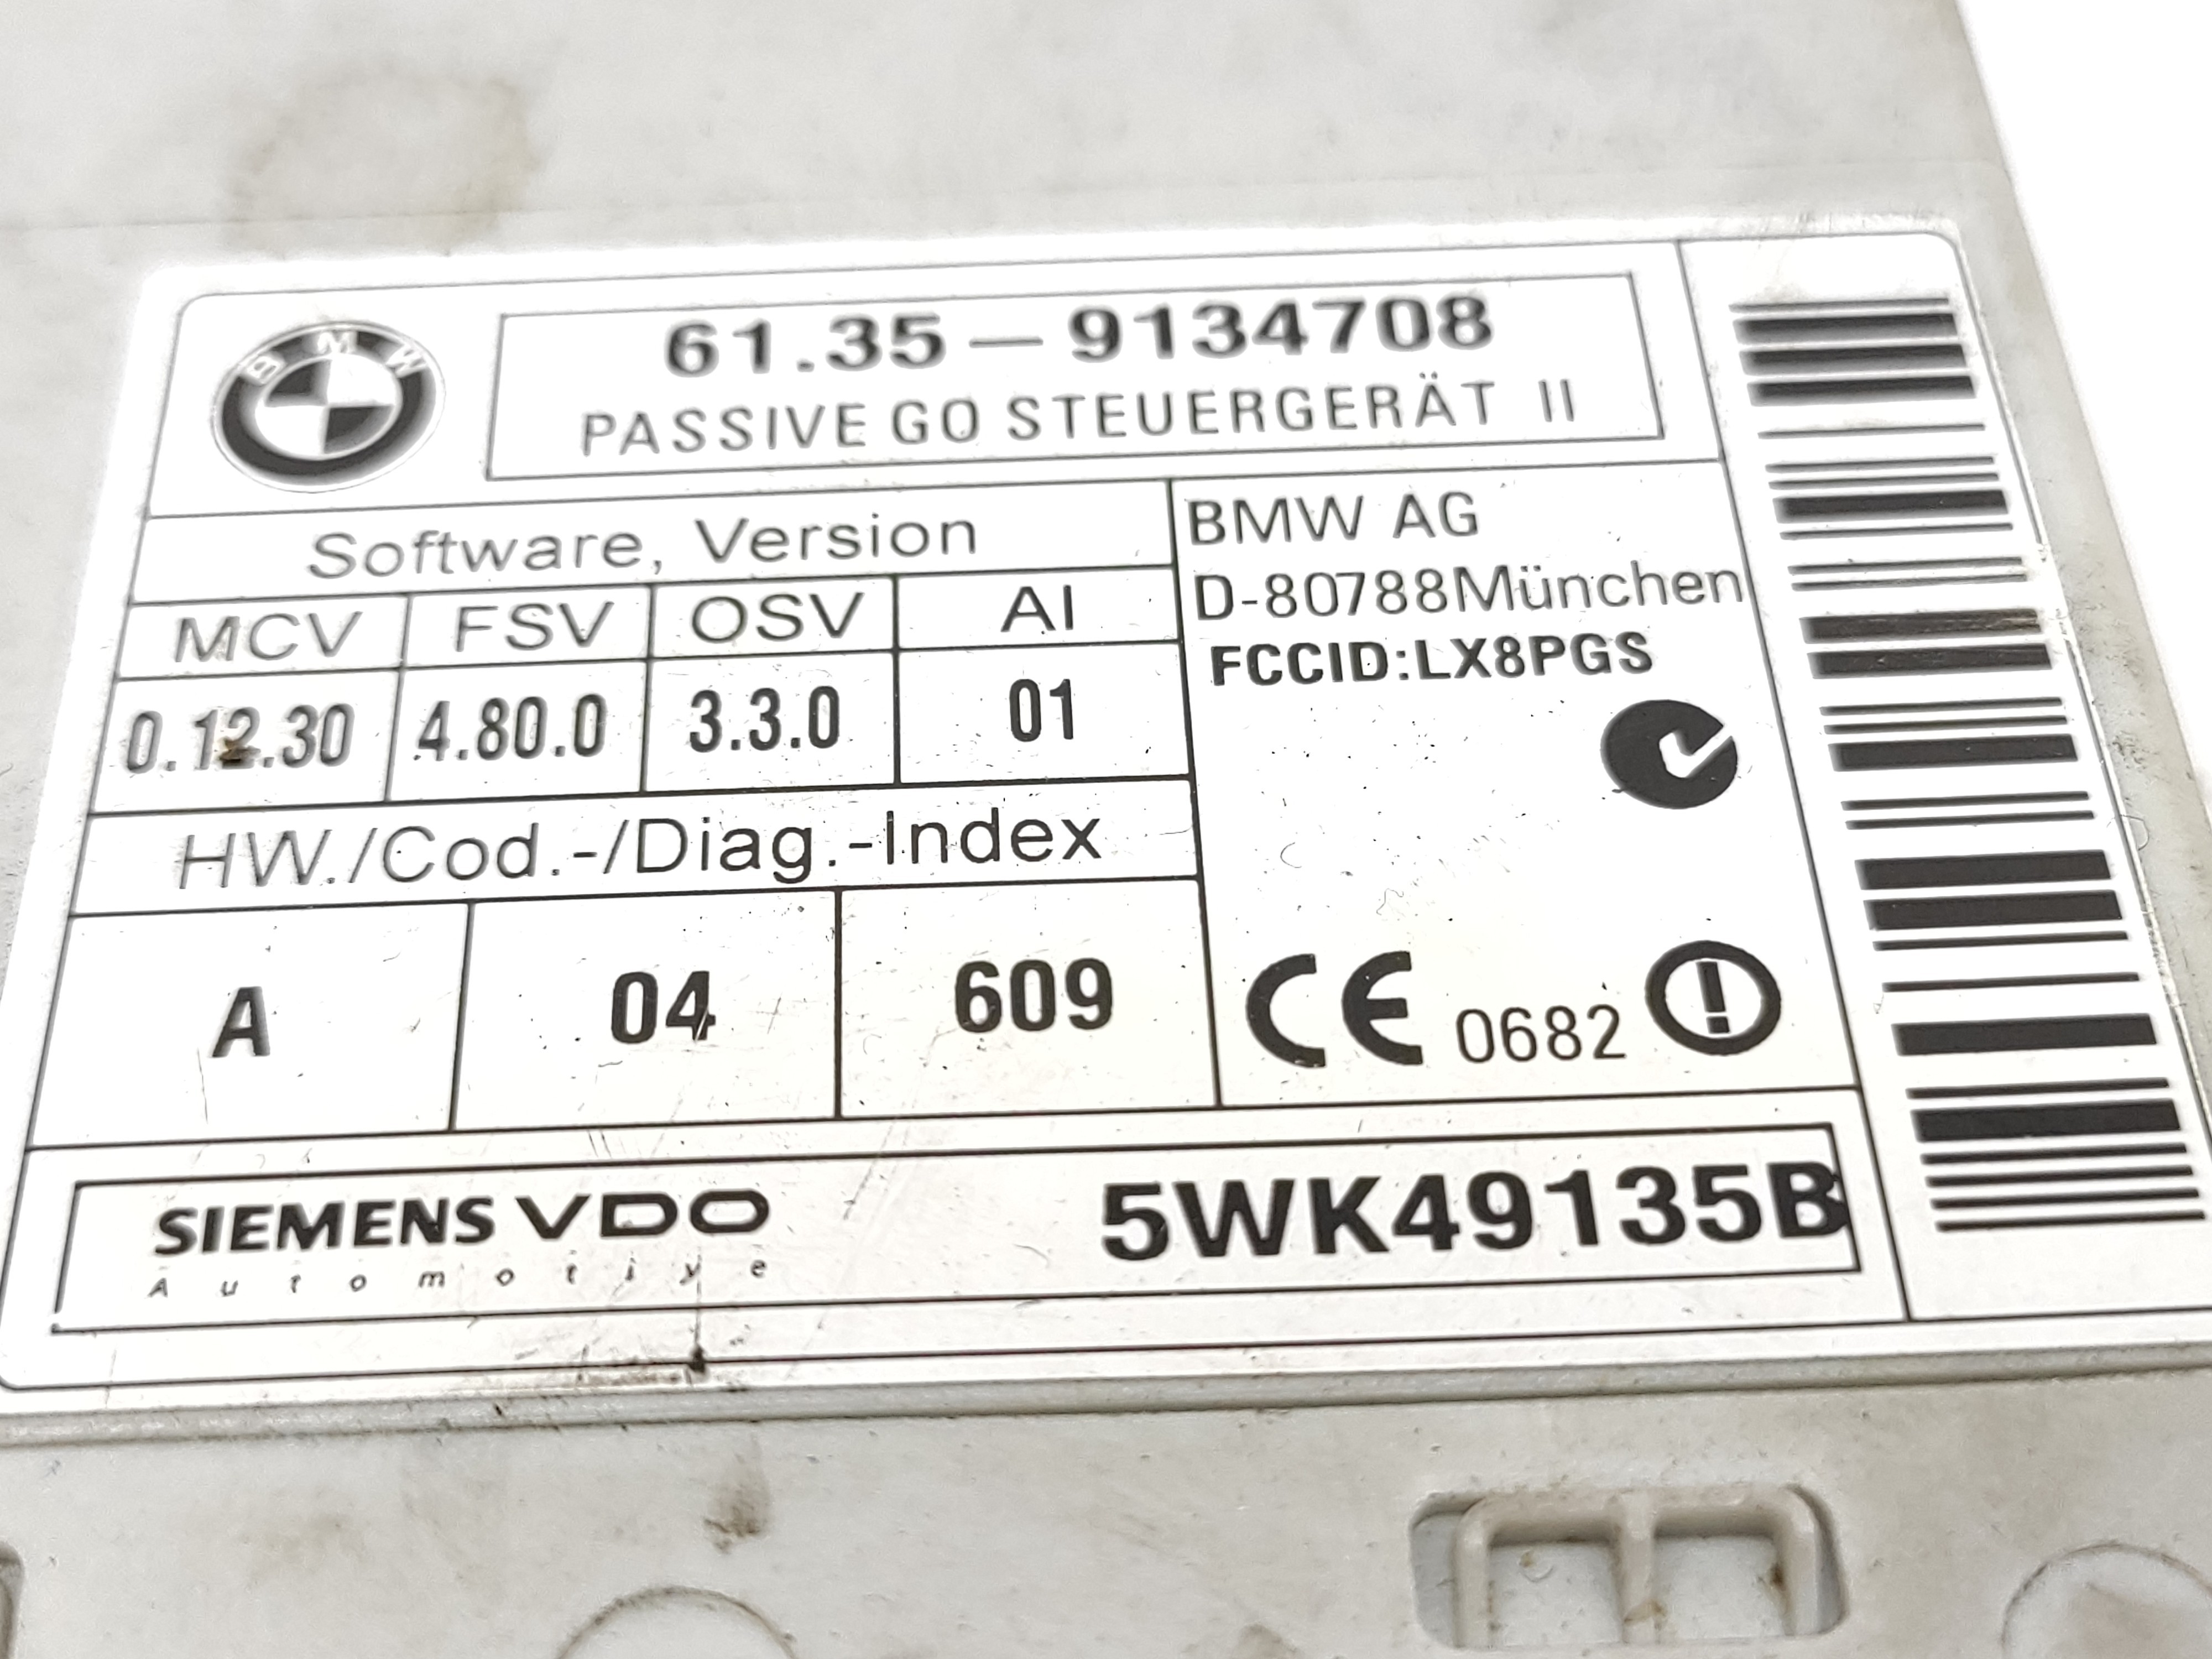 BMW
61.35 — 9134708
PASSIVE GO STEUERGERÄT II
Software, Version
MCV FSV OSV AI
0.12.30 4.80.0 3.3.0 01
HW./Cod.-/Diag.-Index
A 04 609
BMW AG
D-80788München
FCCID:LX8PGS
CE 0682
SIEMENS VDO
Automotive
5WK49135B